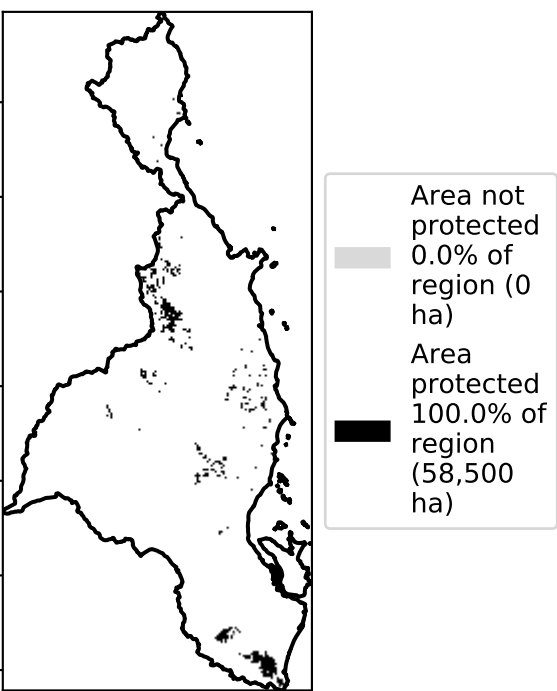 Area not
protected
0.0% of
region (0
ha)
Area
protected
100.0% of
region
(58,500
ha)